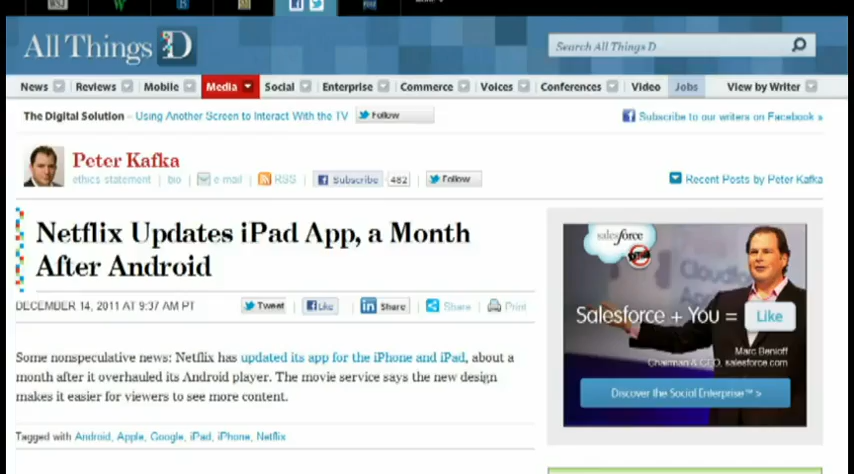 WSJ
All Things D
Search All Things D
News Reviews Mobile Media Social Enterprise Commerce Voices Conferences Video Jobs View by Writer
The Digital Solution – Using Another Screen to Interact With the TV Follow
Subscribe to our writers on Facebook »
Peter Kafka
ethics statement | bio | e-mail | RSS | Subscribe 482 | Follow
Recent Posts by Peter Kafka
Netflix Updates iPad App, a Month
After Android
DECEMBER 14, 2011 AT 9:37 AM PT
Tweet | Like | Share | Share | Print
Some nonspeculative news: Netflix has updated its app for the iPhone and iPad, about a
month after it overhauled its Android player. The movie service says the new design
makes it easier for viewers to see more content.
Tagged with Android, Apple, Google, iPad, iPhone, Netflix
salesforce
Salesforce + You = Like
Marc Benioff
Chairman & CEO, salesforce.com
Discover the Social Enterprise™ >